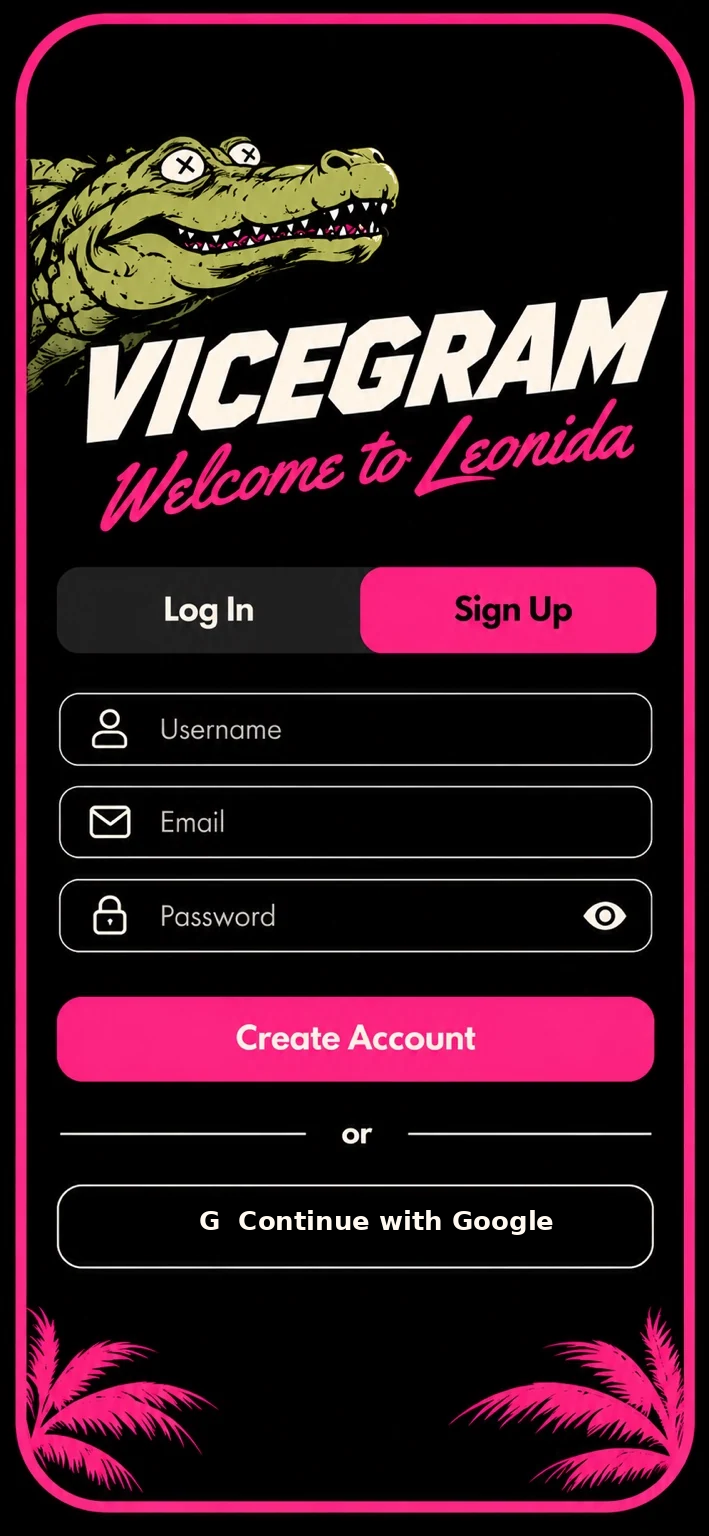 VICEGRAM
Welcome to Leonida
Log In
Sign Up
Username
Email
Password
Create Account
or
G Continue with Google